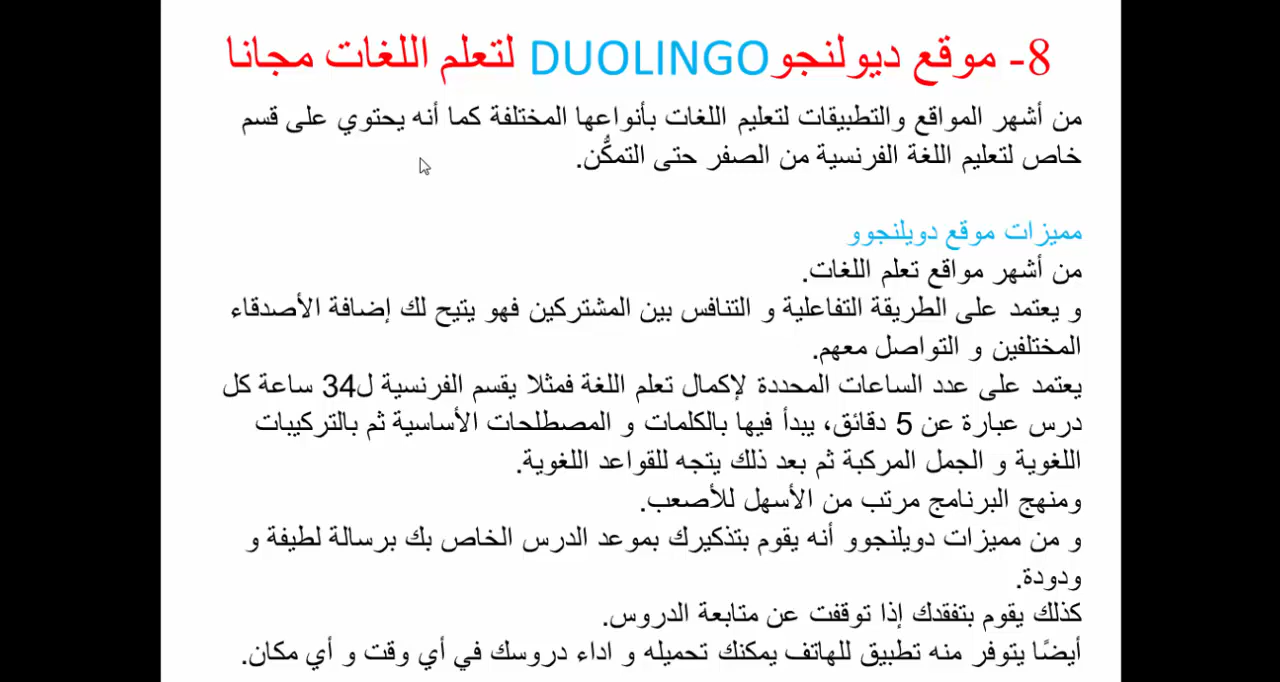 8- موقع ديولنجو DUOLINGO لتعلم اللغات مجانا
من أشهر المواقع والتطبيقات لتعليم اللغات بأنواعها المختلفة كما أنه يحتوي على قسم
خاص لتعليم اللغة الفرنسية من الصفر حتى التمكُّن.
مميزات موقع دويلنجوو
من أشهر مواقع تعلم اللغات.
و يعتمد على الطريقة التفاعلية و التنافس بين المشتركين فهو يتيح لك إضافة الأصدقاء
المختلفين و التواصل معهم.
يعتمد على عدد الساعات المحددة لإكمال تعلم اللغة فمثلا يقسم الفرنسية ل34 ساعة كل
درس عبارة عن 5 دقائق، يبدأ فيها بالكلمات و المصطلحات الأساسية ثم بالتركيبات
اللغوية و الجمل المركبة ثم بعد ذلك يتجه للقواعد اللغوية.
ومنهج البرنامج مرتب من الأسهل للأصعب.
و من مميزات دويلنجوو أنه يقوم بتذكيرك بموعد الدرس الخاص بك برسالة لطيفة و
ودودة.
كذلك يقوم بتفقدك إذا توقفت عن متابعة الدروس.
أيضًا يتوفر منه تطبيق للهاتف يمكنك تحميله و اداء دروسك في أي وقت و أي مكان.